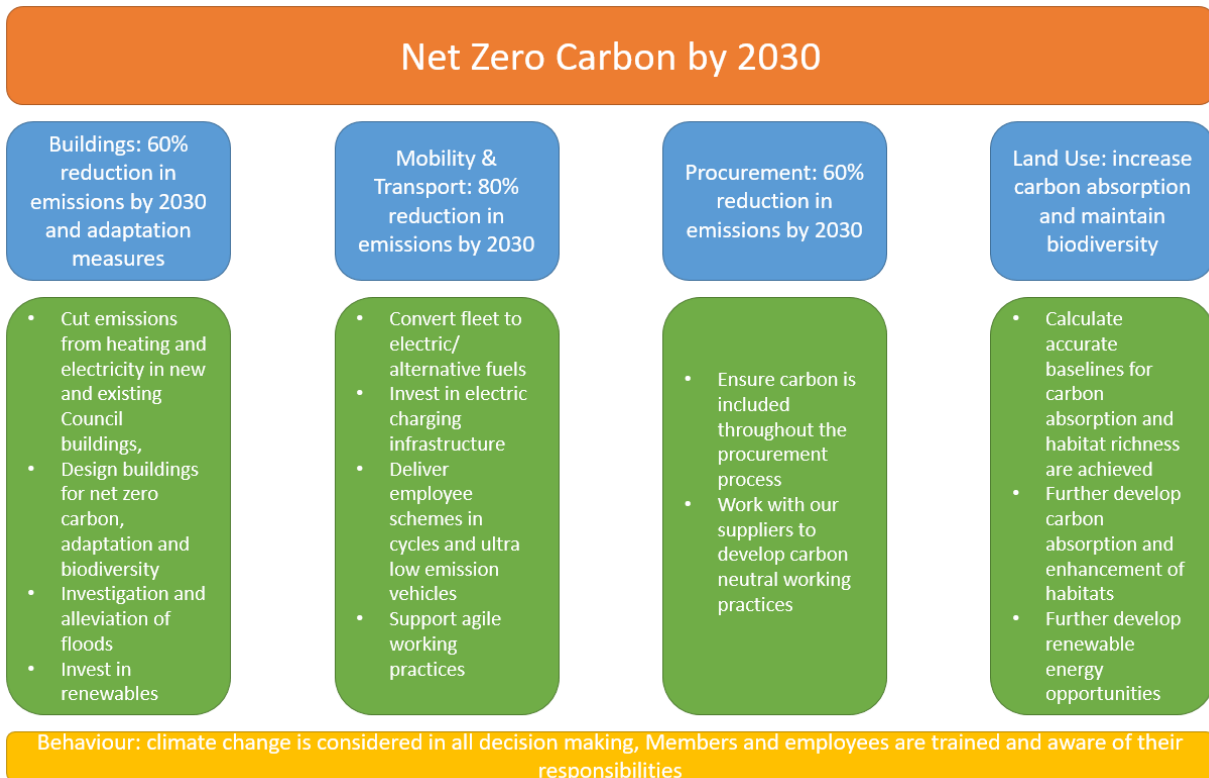 Net Zero Carbon by 2030
Buildings: 60%
reduction in
emissions by 2030
and adaptation
measures
Mobility &
Transport: 80%
reduction in
emissions by 2030
Procurement: 60%
reduction in
emissions by 2030
Land Use: increase
carbon absorption
and maintain
biodiversity
• Cut emissions
from heating and
electricity in new
and existing
Council
buildings,
• Design buildings
for net zero
carbon,
adaptation and
biodiversity
• Investigation and
alleviation of
floods
• Invest in
renewables
• Convert fleet to
electric/
alternative fuels
• Invest in electric
charging
infrastructure
• Deliver
employee
schemes in
cycles and ultra
low emission
vehicles
• Support agile
working
practices
• Ensure carbon is
included
throughout the
procurement
process
• Work with our
suppliers to
develop carbon
neutral working
practices
• Calculate
accurate
baselines for
carbon
absorption and
habitat richness
are achieved
• Further develop
carbon
absorption and
enhancement of
habitats
• Further develop
renewable
energy
opportunities
Behaviour: climate change is considered in all decision making, Members and employees are trained and aware of their
responsibilities